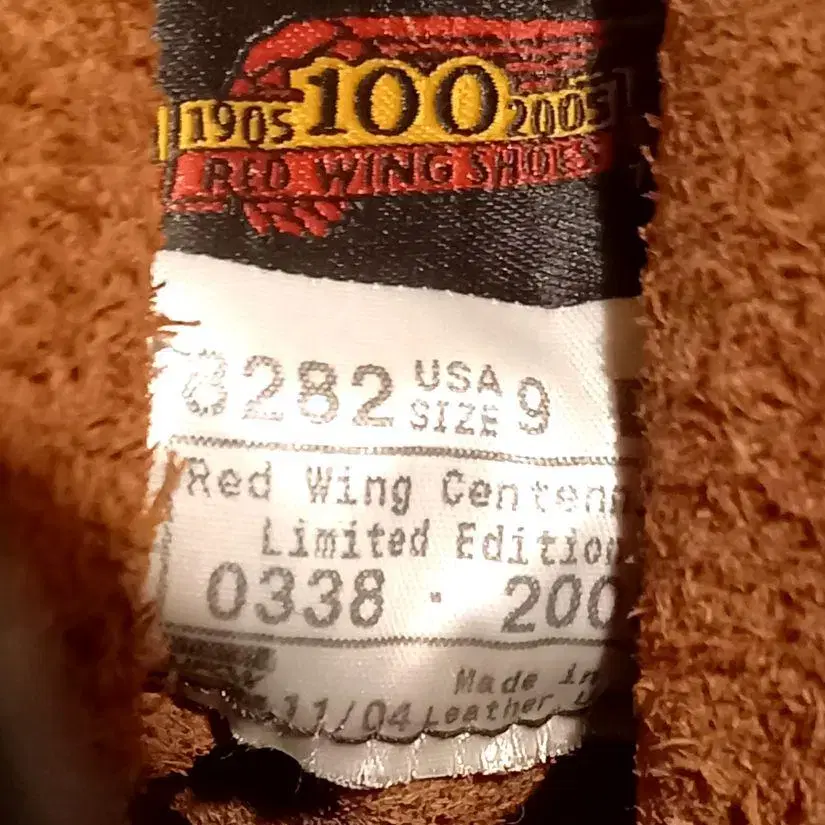 1905 100 2005
RED WING SHOES
8282 USA SIZE 9
Red Wing Centenn
Limited Edition
0338 · 200
Made in
11/04 Leather